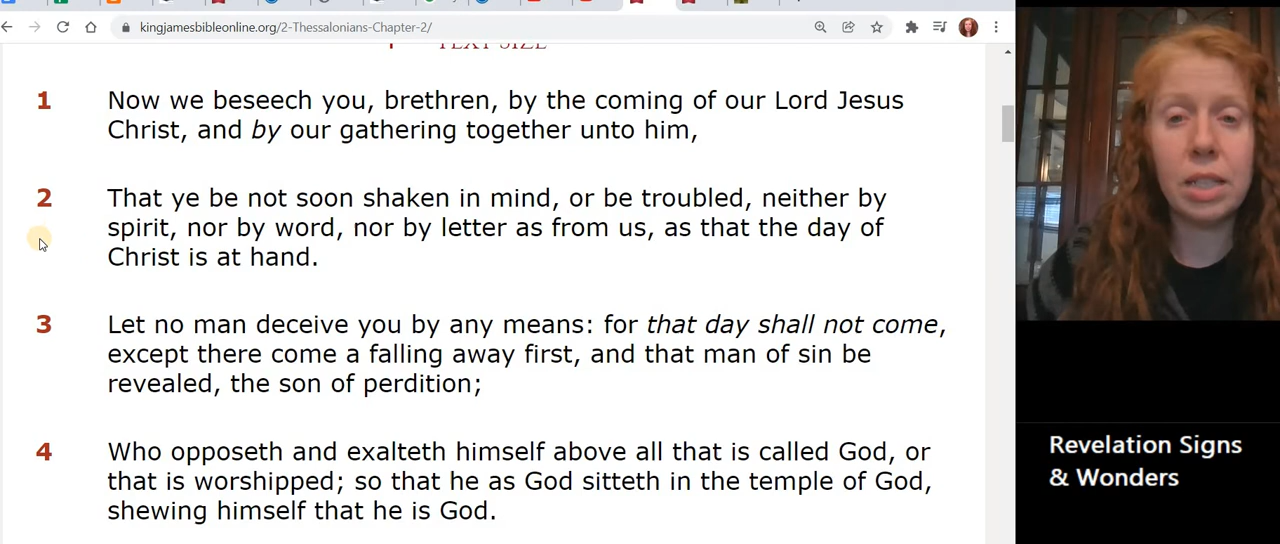 kingjamesbibleonline.org/2-Thessalonians-Chapter-2/
TEXT SIZE
1 Now we beseech you, brethren, by the coming of our Lord Jesus
Christ, and by our gathering together unto him,
2 That ye be not soon shaken in mind, or be troubled, neither by
spirit, nor by word, nor by letter as from us, as that the day of
Christ is at hand.
3 Let no man deceive you by any means: for that day shall not come,
except there come a falling away first, and that man of sin be
revealed, the son of perdition;
4 Who opposeth and exalteth himself above all that is called God, or
that is worshipped; so that he as God sitteth in the temple of God,
shewing himself that he is God.
Revelation Signs
& Wonders